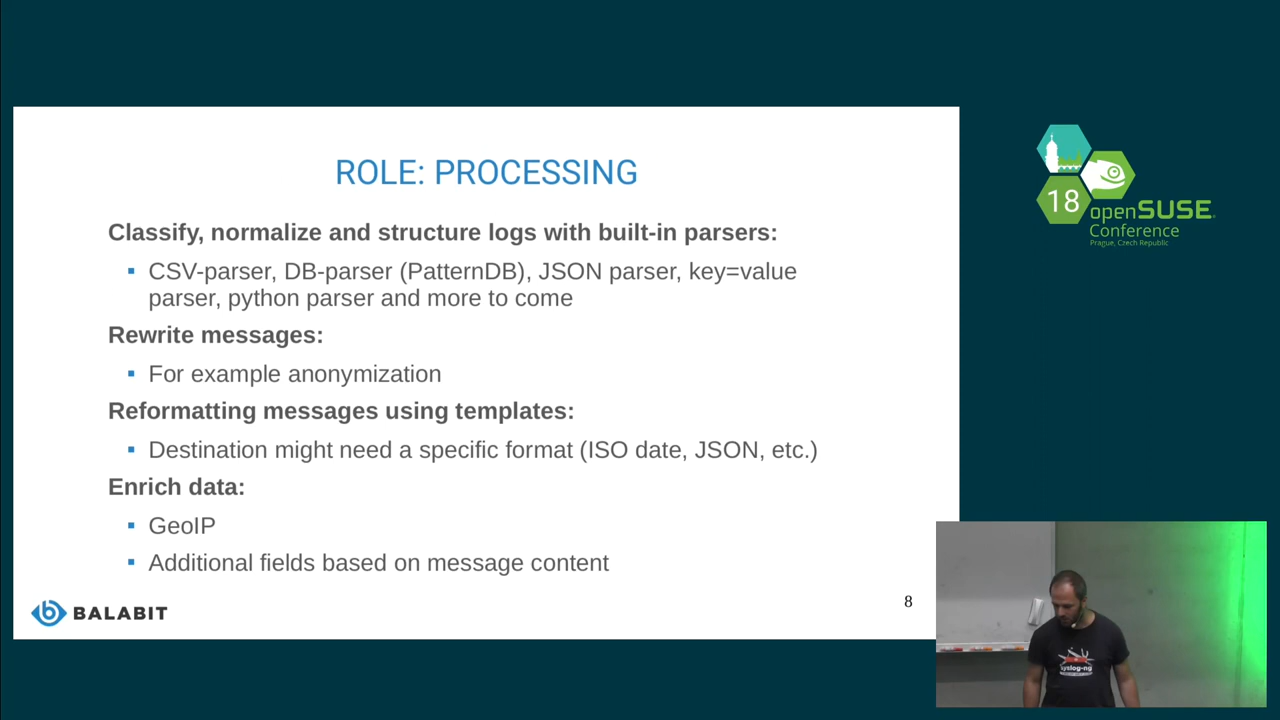 ROLE: PROCESSING
Classify, normalize and structure logs with built-in parsers:
▪ CSV-parser, DB-parser (PatternDB), JSON parser, key=value
parser, python parser and more to come
Rewrite messages:
▪ For example anonymization
Reformatting messages using templates:
▪ Destination might need a specific format (ISO date, JSON, etc.)
Enrich data:
▪ GeoIP
▪ Additional fields based on message content
BALABIT
8
18
openSUSE
Conference
Prague, Czech Republic
syslog-ng